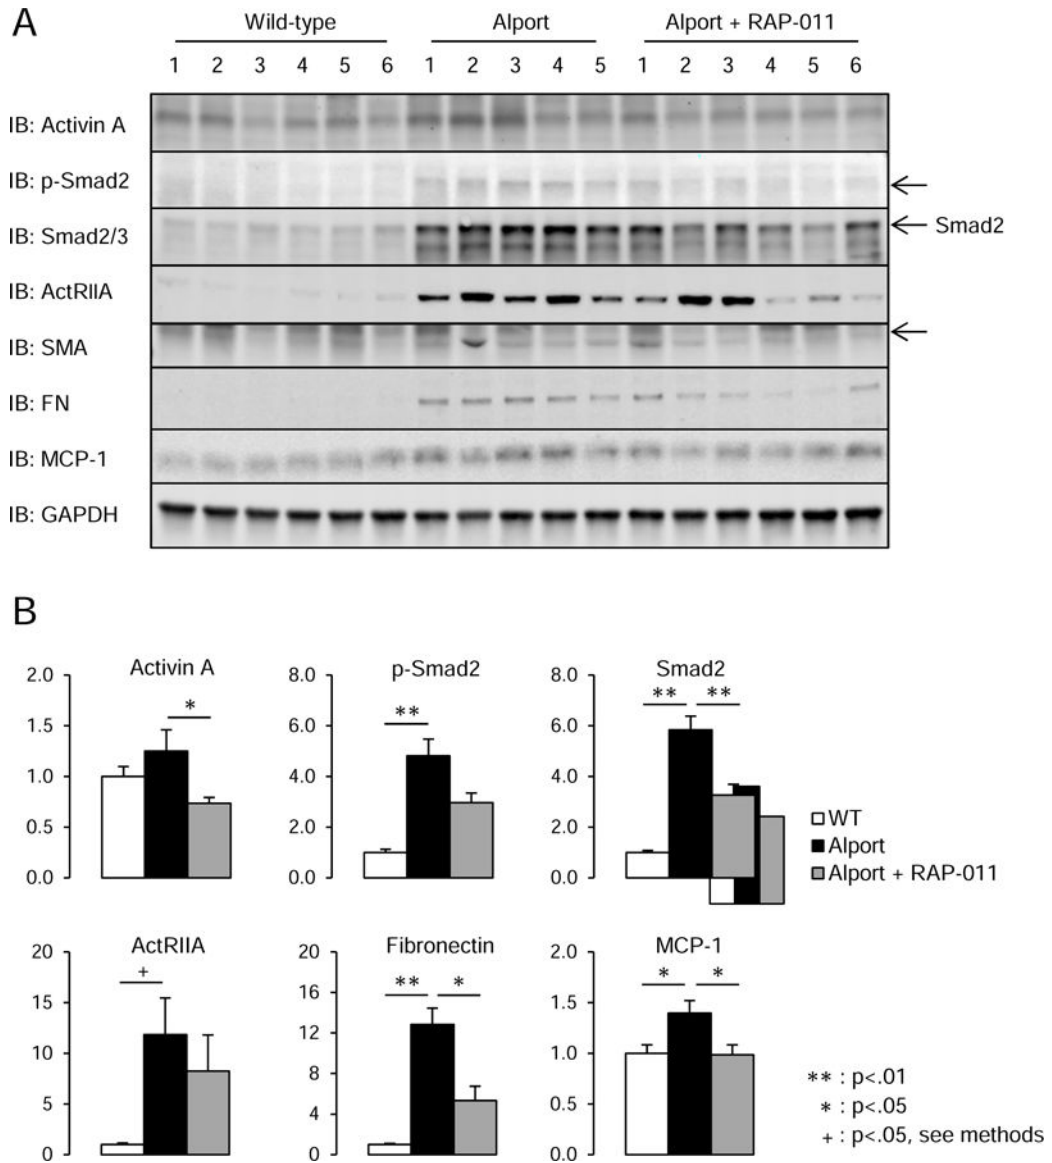 A
Wild-type Alport Alport + RAP-011
1 2 3 4 5 6 1 2 3 4 5 1 2 3 4 5 6
IB: Activin A
IB: p-Smad2
IB: Smad2/3
Smad2
IB: ActRIIA
IB: SMA
IB: FN
IB: MCP-1
IB: GAPDH
B
Activin A
2.0
1.5
1.0
0.5
0.0
*
p-Smad2
8.0
6.0
4.0
2.0
0.0
**
Smad2
8.0
6.0
4.0
2.0
0.0
** **
WT
Alport
Alport + RAP-011
ActRIIA
20
15
10
5
0
+
Fibronectin
20
16
12
8
4
0
** *
MCP-1
2.0
1.5
1.0
0.5
0.0
* *
** : p<.01
* : p<.05
+ : p<.05, see methods